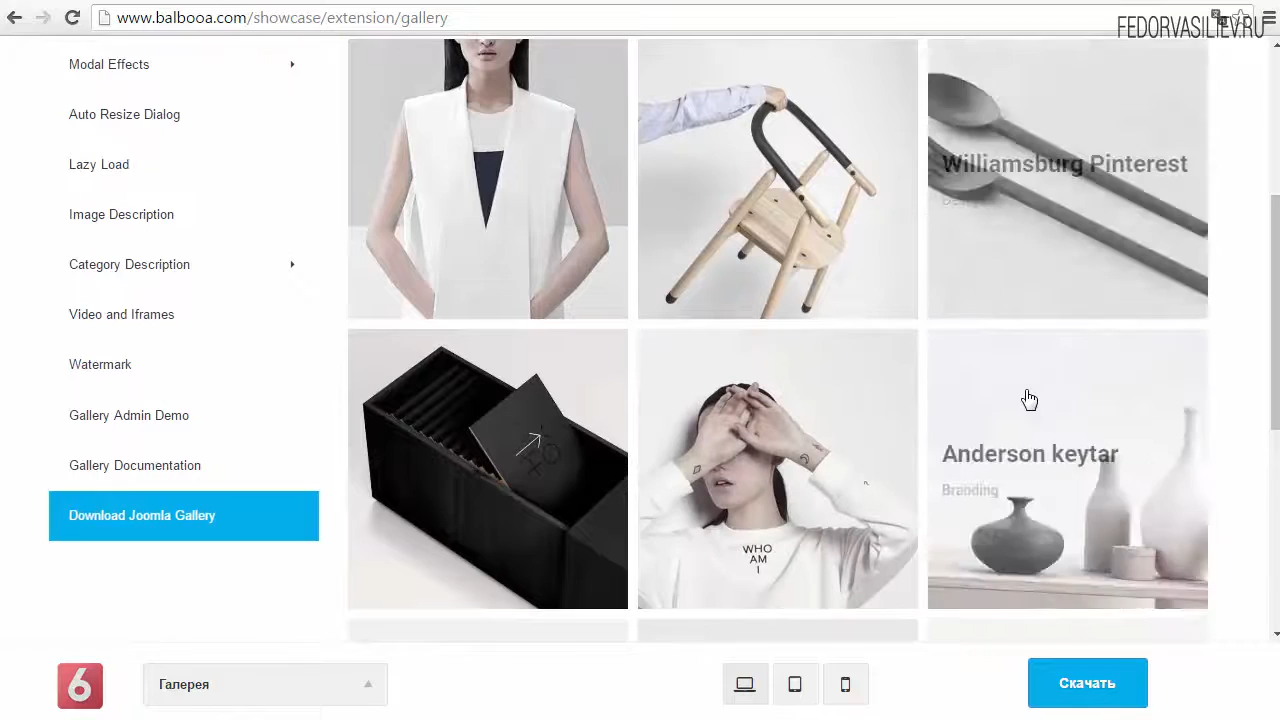 www.balbooa.com/showcase/extension/gallery
FEDORVASILIEV.RU
Modal Effects
Auto Resize Dialog
Lazy Load
Image Description
Category Description
Video and Iframes
Watermark
Gallery Admin Demo
Gallery Documentation
Download Joomla Gallery
Williamsburg Pinterest
Anderson keytar
Branding
WHO
AM
I
6
Галерея
Скачать